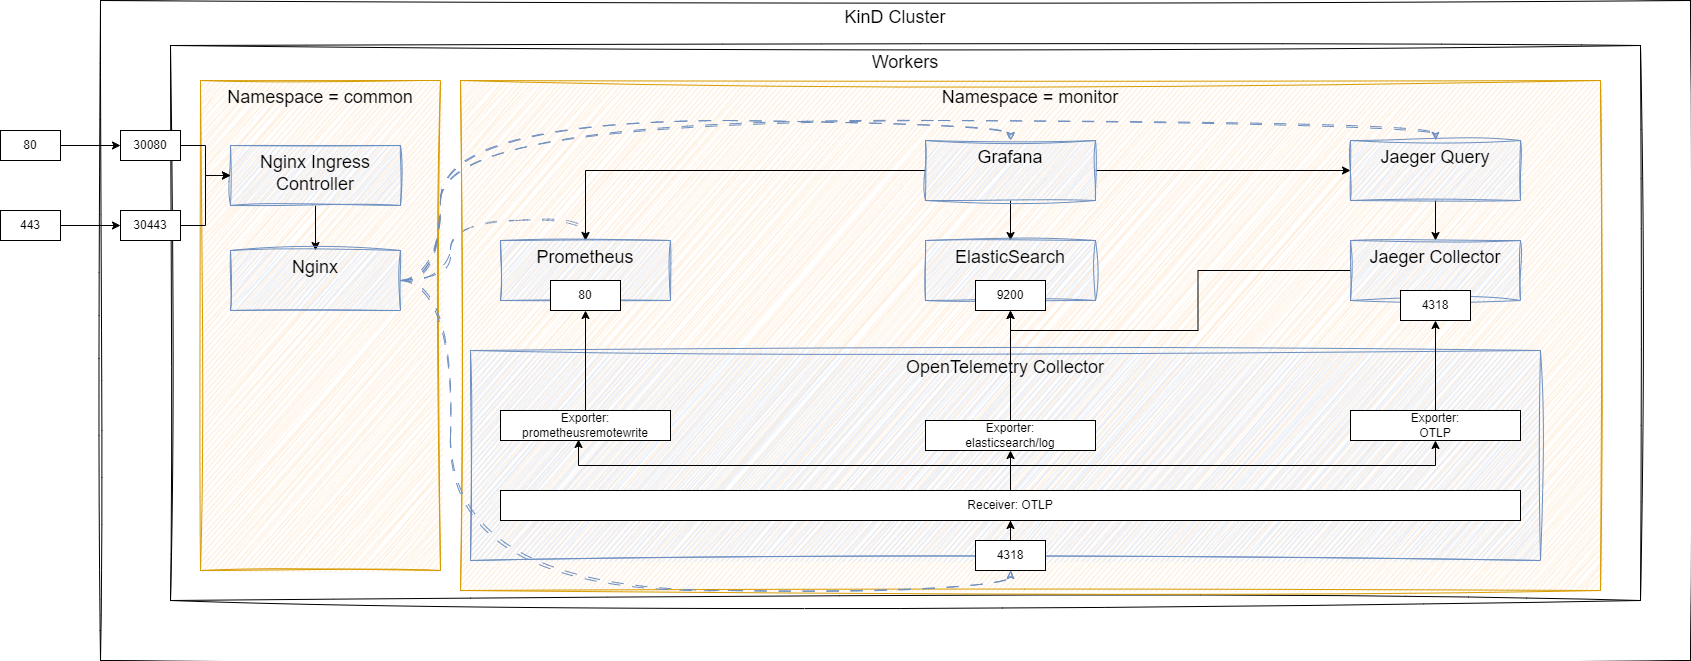 KinD Cluster
Workers
Namespace = common
Namespace = monitor
80
30080
443
30443
Nginx Ingress
Controller
Nginx
Grafana
Jaeger Query
Prometheus
80
ElasticSearch
9200
Jaeger Collector
4318
OpenTelemetry Collector
Exporter:
prometheusremotewrite
Exporter:
elasticsearch/log
Exporter:
OTLP
Receiver: OTLP
4318